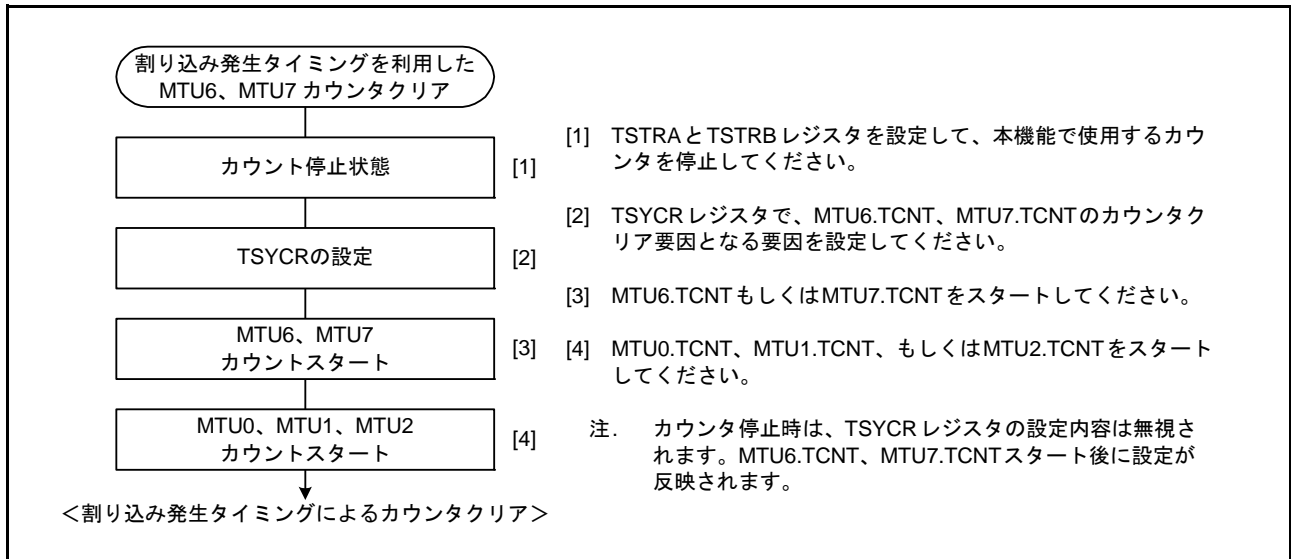 割り込み発生タイミングを利用した
MTU6、MTU7 カウンタクリア
カウント停止状態
[1]
TSYCRの設定
[2]
MTU6、MTU7
カウントスタート
[3]
MTU0、MTU1、MTU2
カウントスタート
[4]
＜割り込み発生タイミングによるカウンタクリア＞
[1] TSTRAとTSTRBレジスタを設定して、本機能で使用するカウ
ンタを停止してください。
[2] TSYCRレジスタで、MTU6.TCNT、MTU7.TCNTのカウンタク
リア要因となる要因を設定してください。
[3] MTU6.TCNTもしくはMTU7.TCNTをスタートしてください。
[4] MTU0.TCNT、MTU1.TCNT、もしくはMTU2.TCNTをスタート
してください。
注. カウンタ停止時は、TSYCRレジスタの設定内容は無視さ
れます。MTU6.TCNT、MTU7.TCNTスタート後に設定が
反映されます。